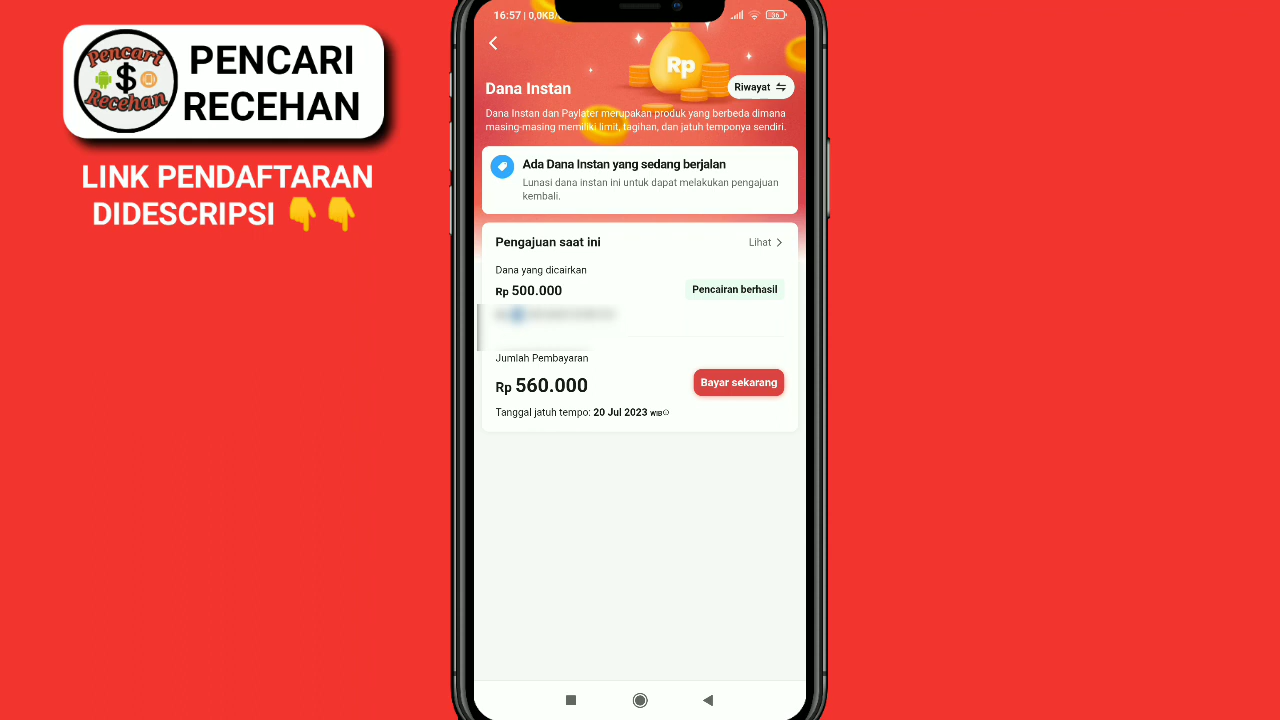 Pencari
$
Recehan
PENCARI
RECEHAN
LINK PENDAFTARAN
DIDESCRIPSI 👇👇
16:57 | 0,0KB/
Rp
Dana Instan
Riwayat
Dana Instan dan Paylater merupakan produk yang berbeda dimana
masing-masing memiliki limit, tagihan, dan jatuh temponya sendiri.
Ada Dana Instan yang sedang berjalan
Lunasi dana instan ini untuk dapat melakukan pengajuan
kembali.
Pengajuan saat ini
Lihat
Dana yang dicairkan
Rp 500.000
Pencairan berhasil
Jumlah Pembayaran
Rp 560.000
Bayar sekarang
Tanggal jatuh tempo: 20 Jul 2023 WIB